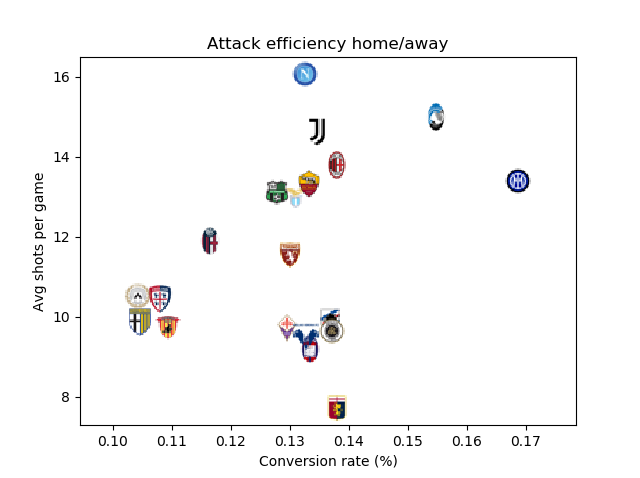 Attack efficiency home/away
Avg shots per game
16
14
12
10
8
N
0.10 0.11 0.12 0.13 0.14 0.15 0.16 0.17
Conversion rate (%)